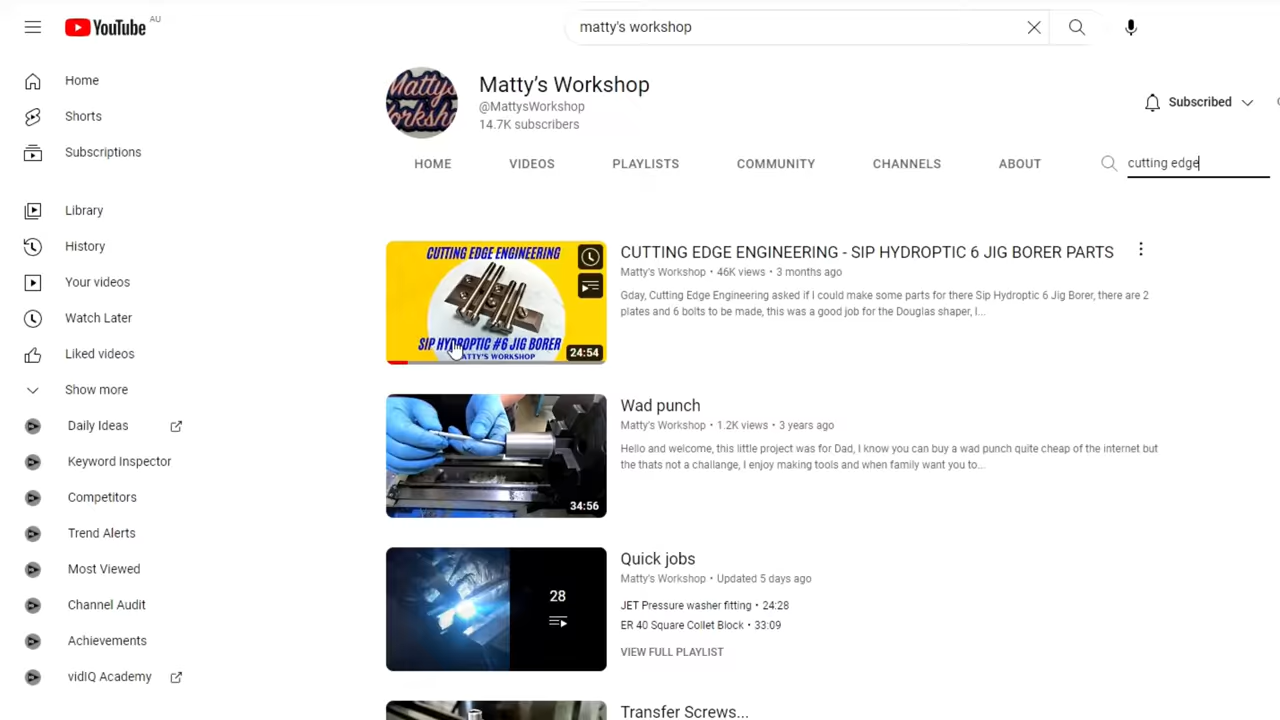 YouTube AU
matty's workshop
Home
Shorts
Subscriptions
Library
History
Your videos
Watch Later
Liked videos
Show more
Daily Ideas
Keyword Inspector
Competitors
Trend Alerts
Most Viewed
Channel Audit
Achievements
vidIQ Academy
Mattys
Workshop
Matty's Workshop
@MattysWorkshop
14.7K subscribers
Subscribed
HOME
VIDEOS
PLAYLISTS
COMMUNITY
CHANNELS
ABOUT
cutting edge
CUTTING EDGE ENGINEERING
SIP HYDROPTIC #6 JIG BORER
MATTY'S WORKSHOP
24:54
CUTTING EDGE ENGINEERING - SIP HYDROPTIC 6 JIG BORER PARTS
Matty's Workshop • 46K views • 3 months ago
Gday, Cutting Edge Engineering asked if I could make some parts for there Sip Hydroptic 6 Jig Borer, there are 2
plates and 6 bolts to be made, this was a good job for the Douglas shaper, I...
34:56
Wad punch
Matty's Workshop • 1.2K views • 3 years ago
Hello and welcome, this little project was for Dad, I know you can buy a wad punch quite cheap of the internet but
the thats not a challange, I enjoy making tools and when family want you to...
28
Quick jobs
Matty's Workshop • Updated 5 days ago
JET Pressure washer fitting • 24:28
ER 40 Square Collet Block • 33:09
VIEW FULL PLAYLIST
Transfer Screws...